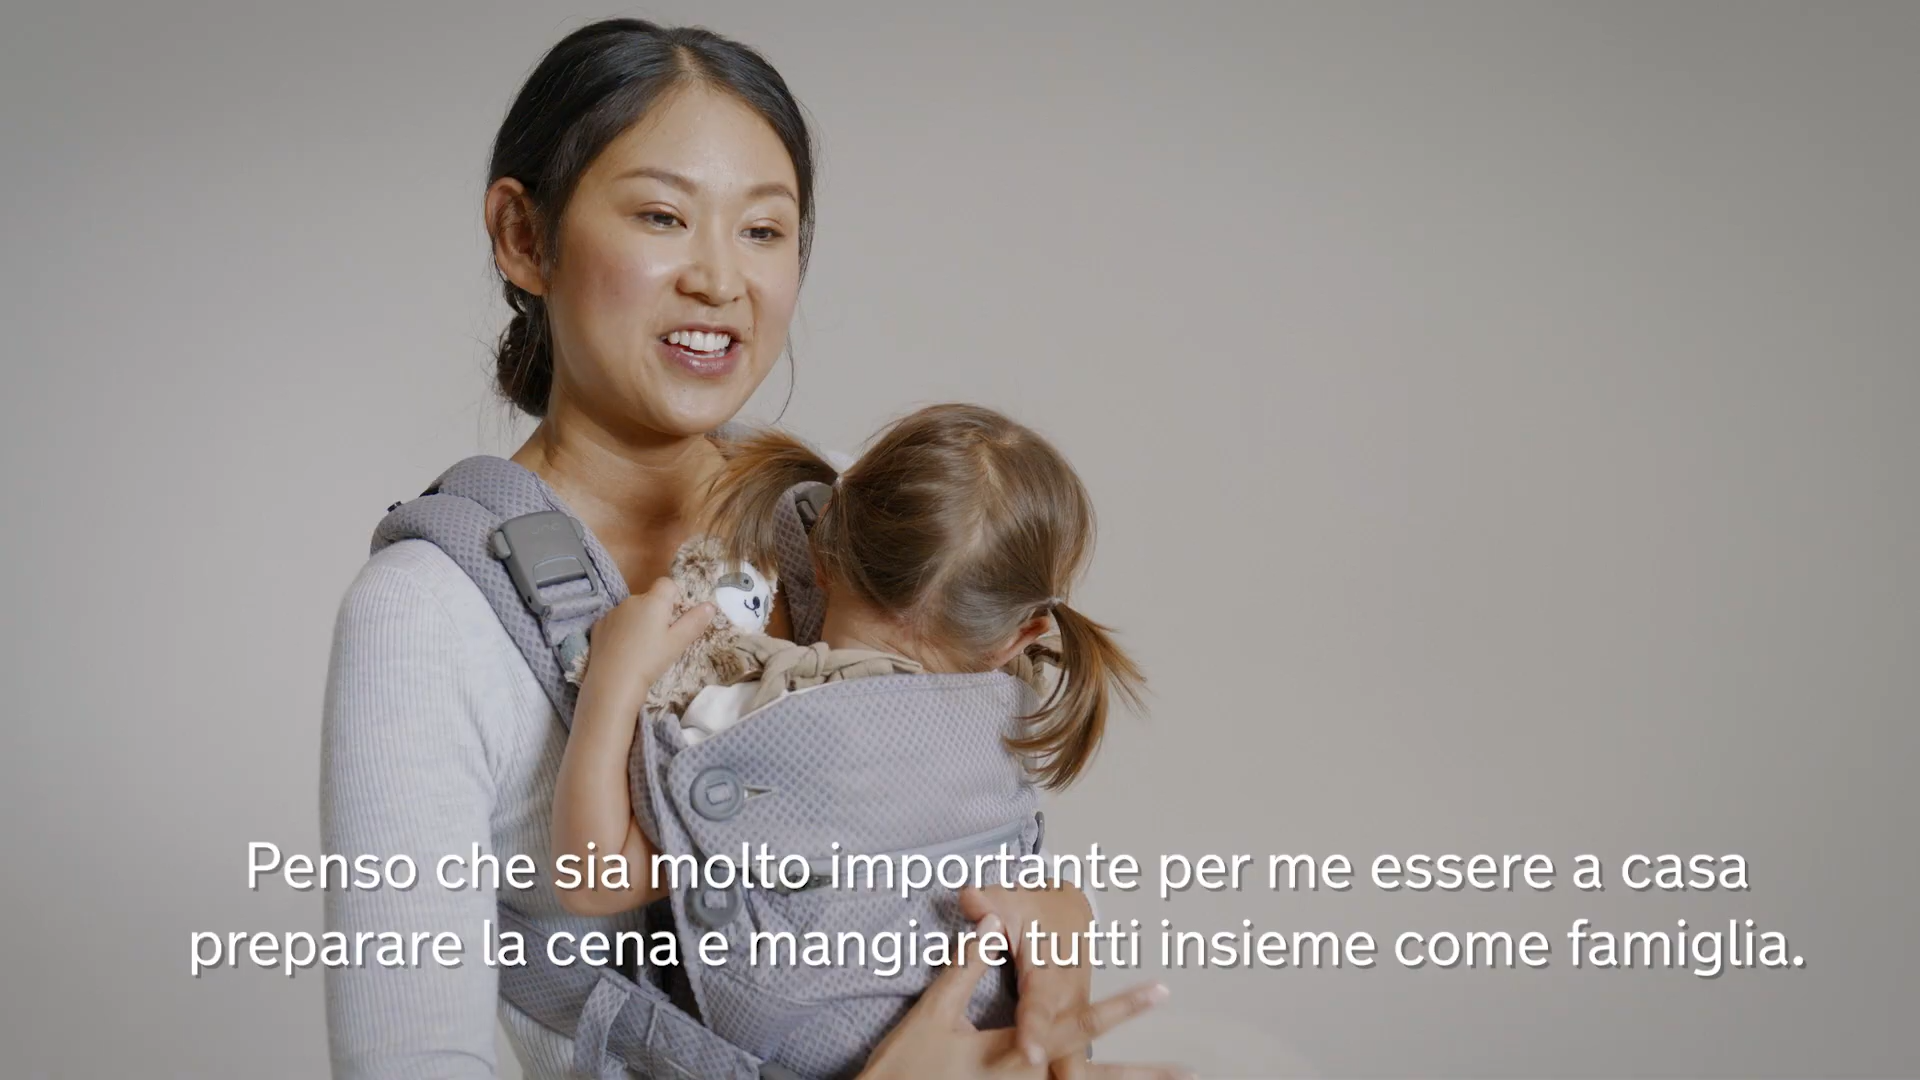 Penso che sia molto importante per me essere a casa
preparare la cena e mangiare tutti insieme come famiglia.